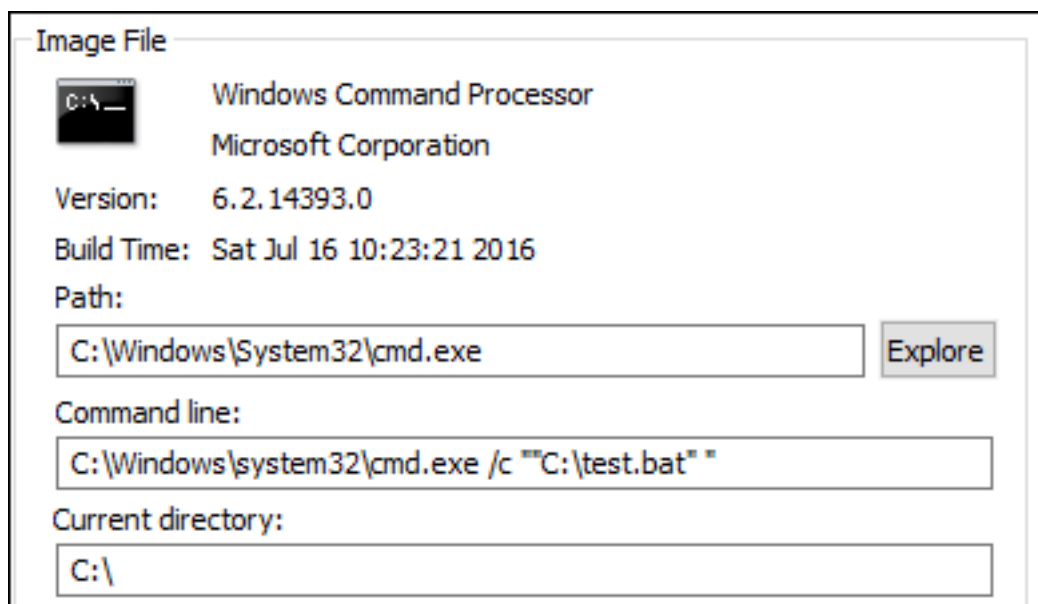 Image File
C:\
Windows Command Processor
Microsoft Corporation
Version: 6.2.14393.0
Build Time: Sat Jul 16 10:23:21 2016
Path:
C:\Windows\System32\cmd.exe Explore
Command line:
C:\Windows\system32\cmd.exe /c ""C:\test.bat" "
Current directory:
C:\